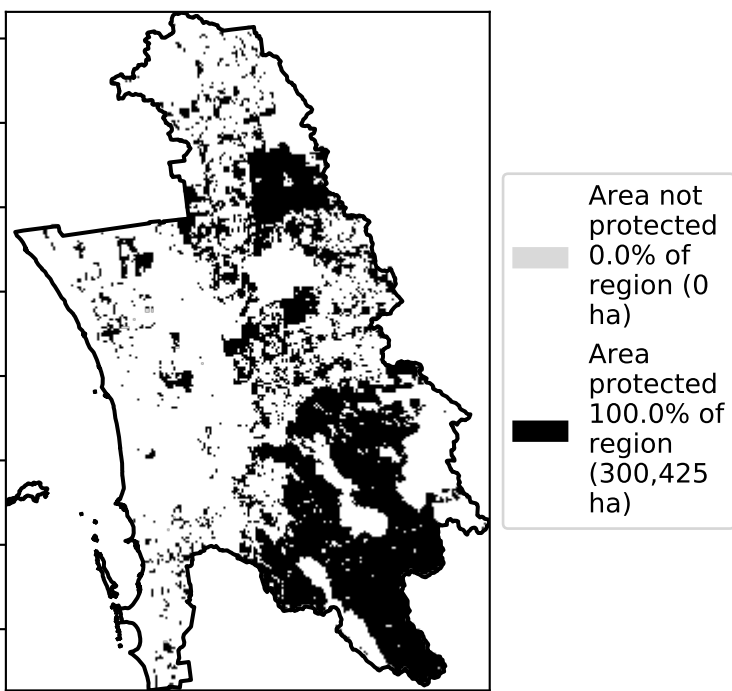 Area not
protected
0.0% of
region (0
ha)
Area
protected
100.0% of
region
(300,425
ha)